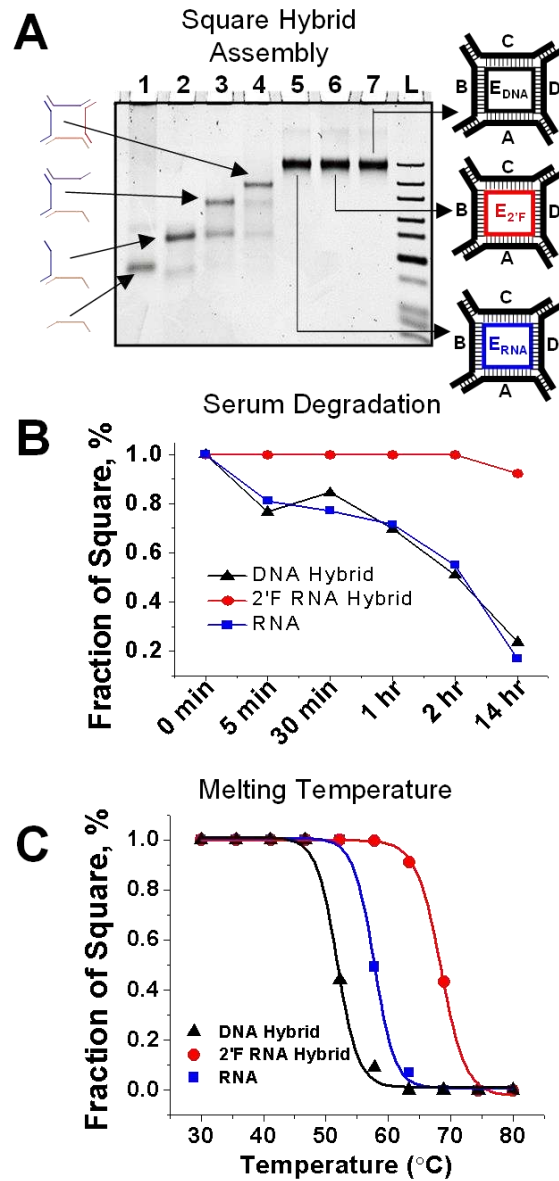 A
Square Hybrid
Assembly
1 2 3 4 5 6 7 L
C
B EDNA D
A
C
B E2'F D
A
C
B ERNA D
A
B
Serum Degradation
Fraction of Square, %
1.0
0.8
0.6
0.4
0.2
DNA Hybrid
2'F RNA Hybrid
RNA
0 min 5 min 30 min 1 hr 2 hr 14 hr
C
Melting Temperature
Fraction of Square, %
1.0
0.8
0.6
0.4
0.2
0.0
DNA Hybrid
2'F RNA Hybrid
RNA
30 40 50 60 70 80
Temperature (°C)